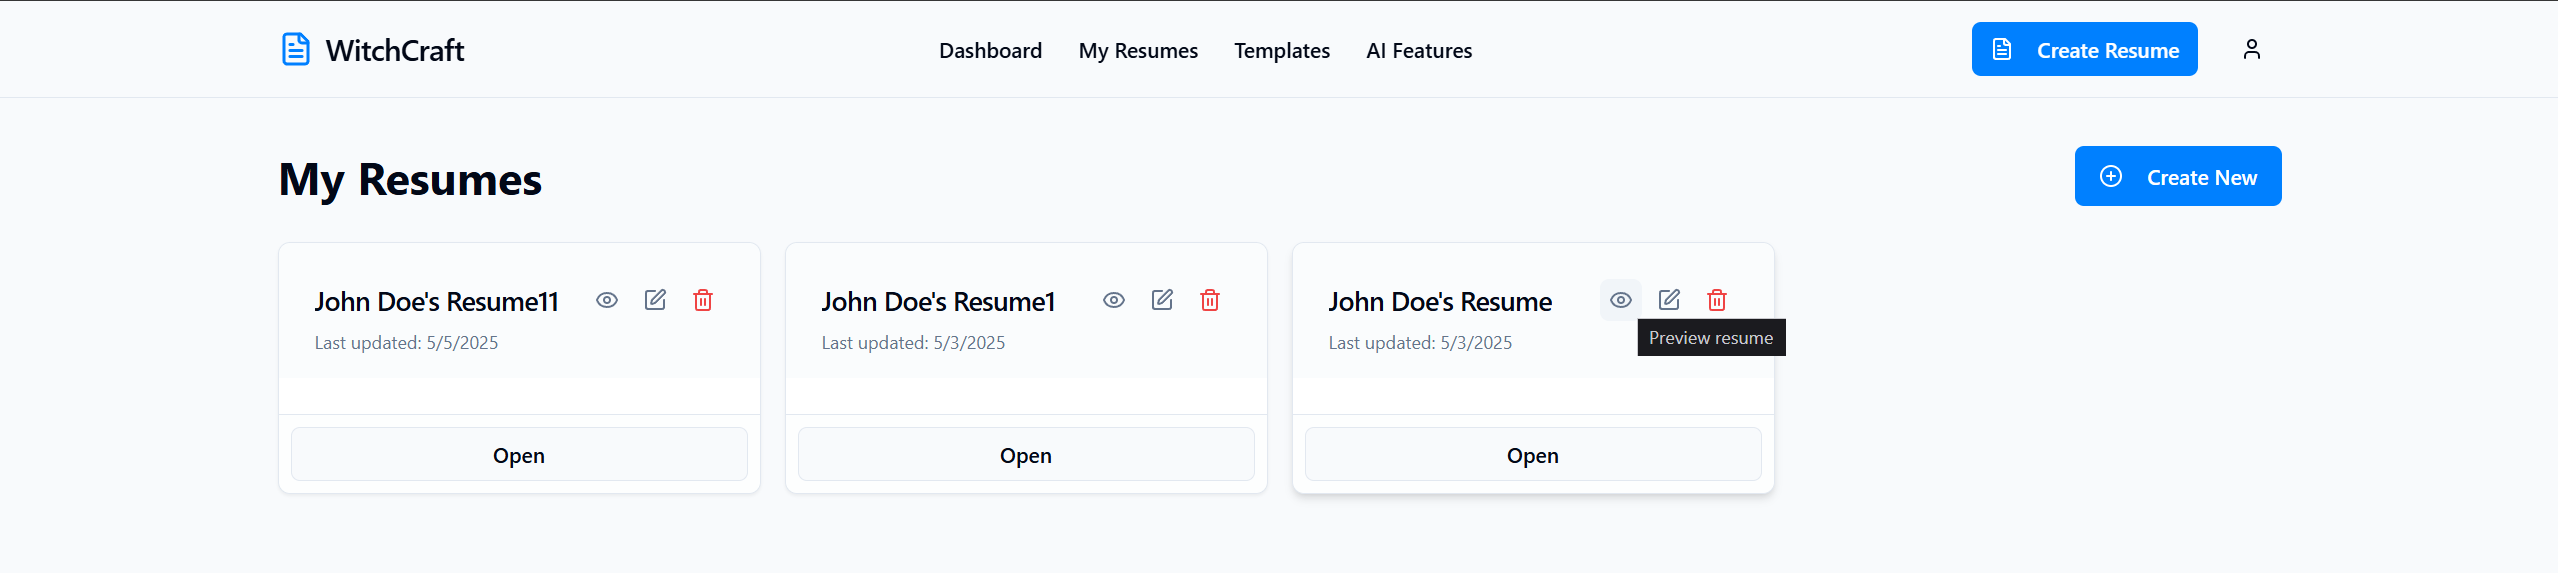 WitchCraft
Dashboard
My Resumes
Templates
AI Features
Create Resume
My Resumes
Create New
John Doe's Resume11
Last updated: 5/5/2025
Open
John Doe's Resume1
Last updated: 5/3/2025
Open
John Doe's Resume
Last updated: 5/3/2025
Preview resume
Open